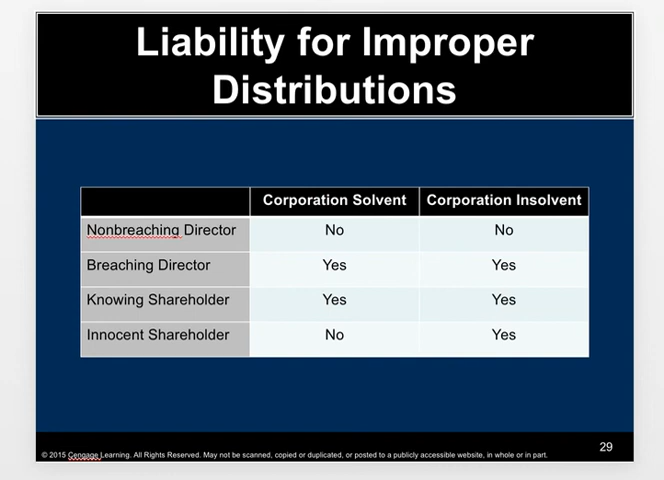 Liability for Improper
Distributions
Corporation Solvent Corporation Insolvent
Nonbreaching Director No No
Breaching Director Yes Yes
Knowing Shareholder Yes Yes
Innocent Shareholder No Yes
29
© 2015 Cengage Learning. All Rights Reserved. May not be scanned, copied or duplicated, or posted to a publicly accessible website, in whole or in part.